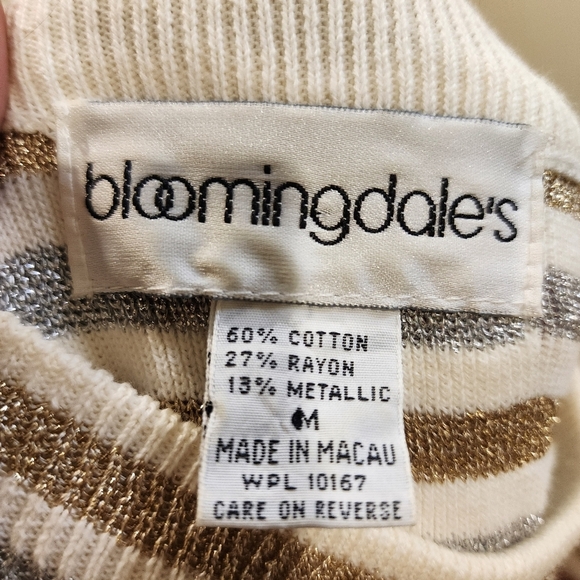 bloomingdale's
60% COTTON
27% RAYON
13% METALLIC
M
MADE IN MACAU
WPL 10167
CARE ON REVERSE